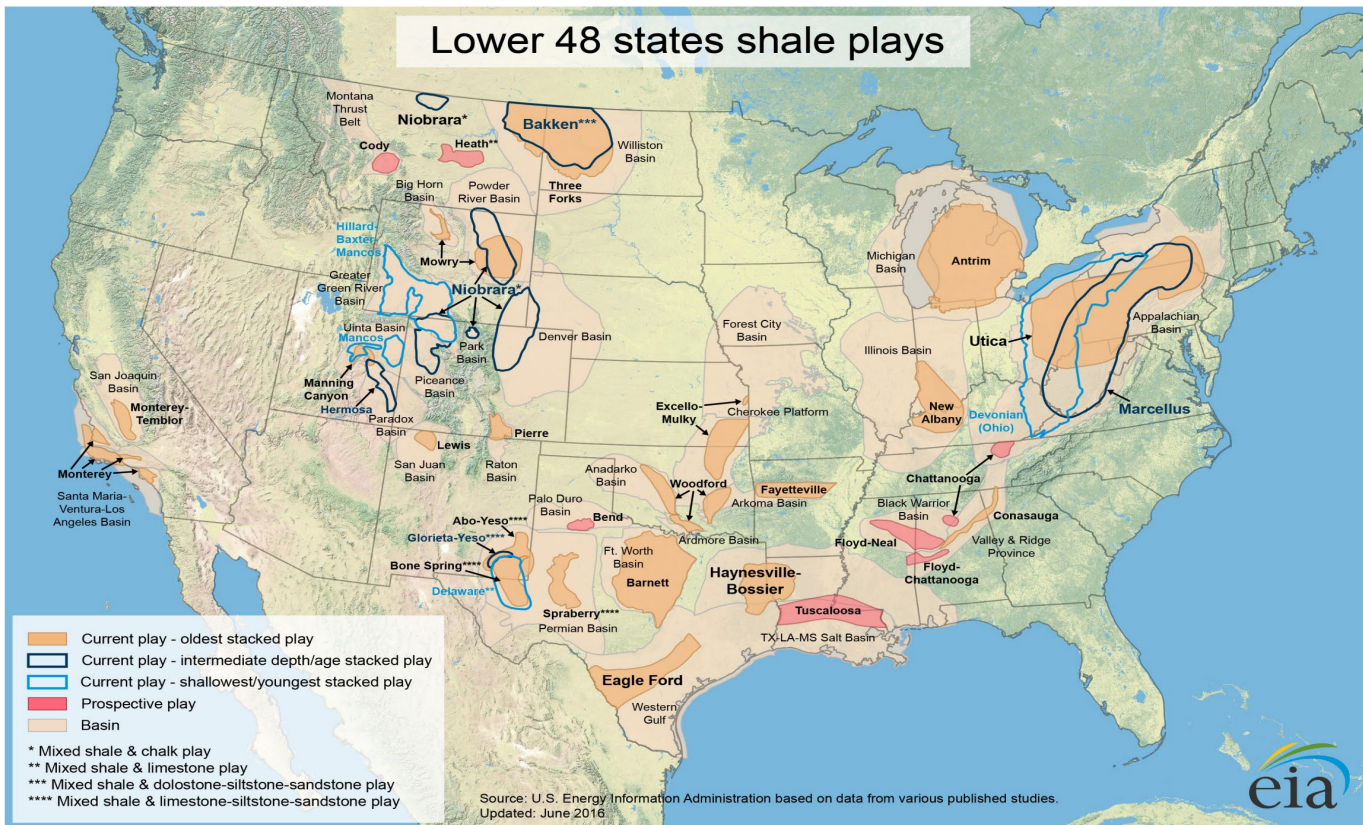 Lower 48 states shale plays
Montana
Thrust
Belt
Niobrara*
Bakken***
Williston
Basin
Cody
Heath**
Big Horn
Basin
Powder
River Basin
Three
Forks
Hillard-
Baxter-
Mancos
Mowry
Greater
Green River
Basin
Niobrara*
Michigan
Basin
Antrim
Uinta Basin
Mancos
Park
Basin
Denver Basin
Forest City
Basin
Illinois Basin
Utica
Appalachian
Basin
San Joaquin
Basin
Manning
Canyon
Piceance
Basin
Hermosa
Monterey-
Temblor
Paradox
Basin
Excello-
Mulky
Cherokee Platform
New
Albany
Devonian
(Ohio)
Marcellus
Lewis
Pierre
Monterey
San Juan
Basin
Raton
Basin
Anadarko
Basin
Woodford
Fayetteville
Arkoma Basin
Chattanooga
Santa Maria-
Ventura-Los
Angeles Basin
Palo Duro
Basin
Bend
Black Warrior
Basin
Conasauga
Abo-Yeso****
Glorieta-Yeso****
Ardmore Basin
Floyd-Neal
Valley & Ridge
Province
Bone Spring****
Ft. Worth
Basin
Floyd-
Chattanooga
Delaware**
Barnett
Haynesville-
Bossier
Spraberry****
Permian Basin
Tuscaloosa
TX-LA-MS Salt Basin
Eagle Ford
Western
Gulf
Current play - oldest stacked play
Current play - intermediate depth/age stacked play
Current play - shallowest/youngest stacked play
Prospective play
Basin
* Mixed shale & chalk play
** Mixed shale & limestone play
*** Mixed shale & dolostone-siltstone-sandstone play
**** Mixed shale & limestone-siltstone-sandstone play
Source: U.S. Energy Information Administration based on data from various published studies.
Updated: June 2016
eia